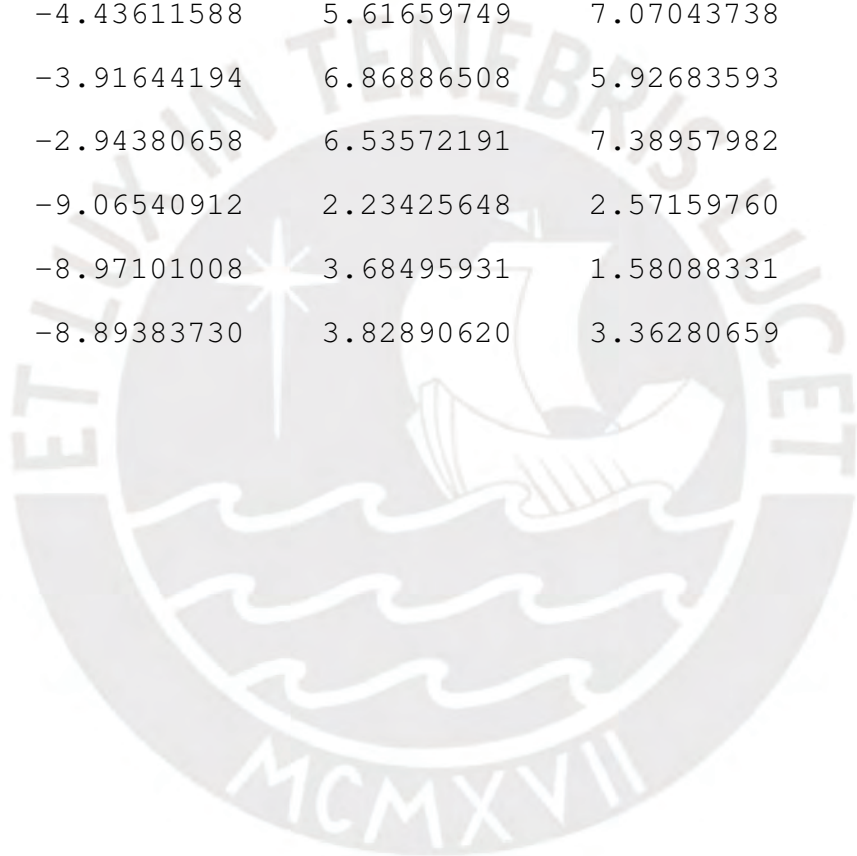 -4.43611588 5.61659749 7.07043738
-3.91644194 6.86886508 5.92683593
-2.94380658 6.53572191 7.38957982
-9.06540912 2.23425648 2.57159760
-8.97101008 3.68495931 1.58088331
-8.89383730 3.82890620 3.36280659
ET LUX IN TENEBRIS LUCET
MCMXVII